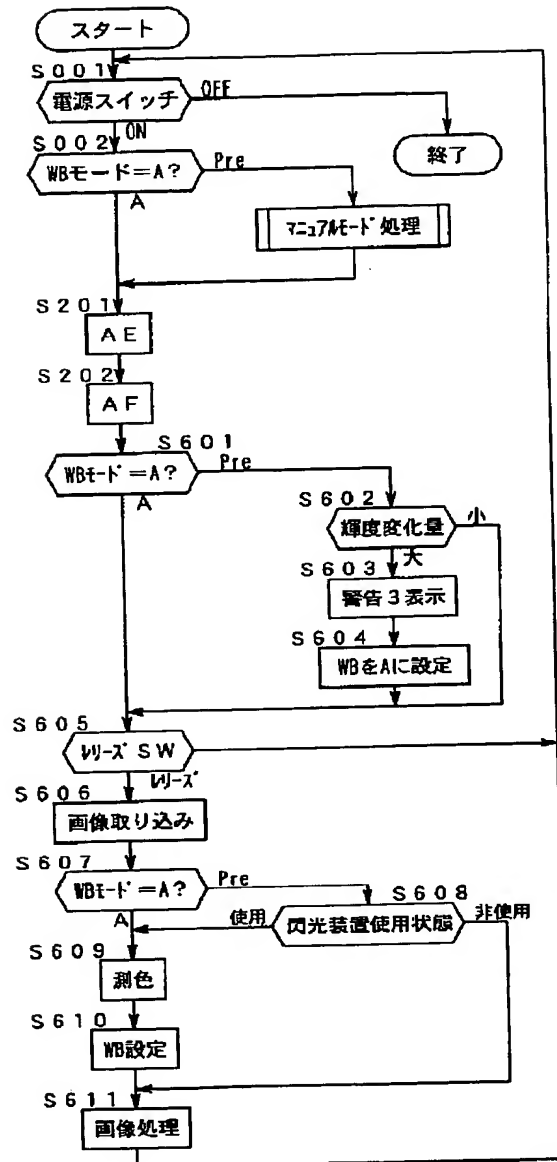 スタート
S001
電源スイッチ
OFF
終了
ON
S002
WBモード=A?
Pre
A
マニュアルモード処理
S201
AE
S202
AF
S601
WBモード=A?
Pre
A
S602
輝度変化量
小
大
S603
警告3表示
S604
WBをAに設定
S605
レリーズSW
レリーズ
S606
画像取り込み
S607
WBモード=A?
Pre
A
S608
閃光装置使用状態
使用
非使用
S609
測色
S610
WB設定
S611
画像処理